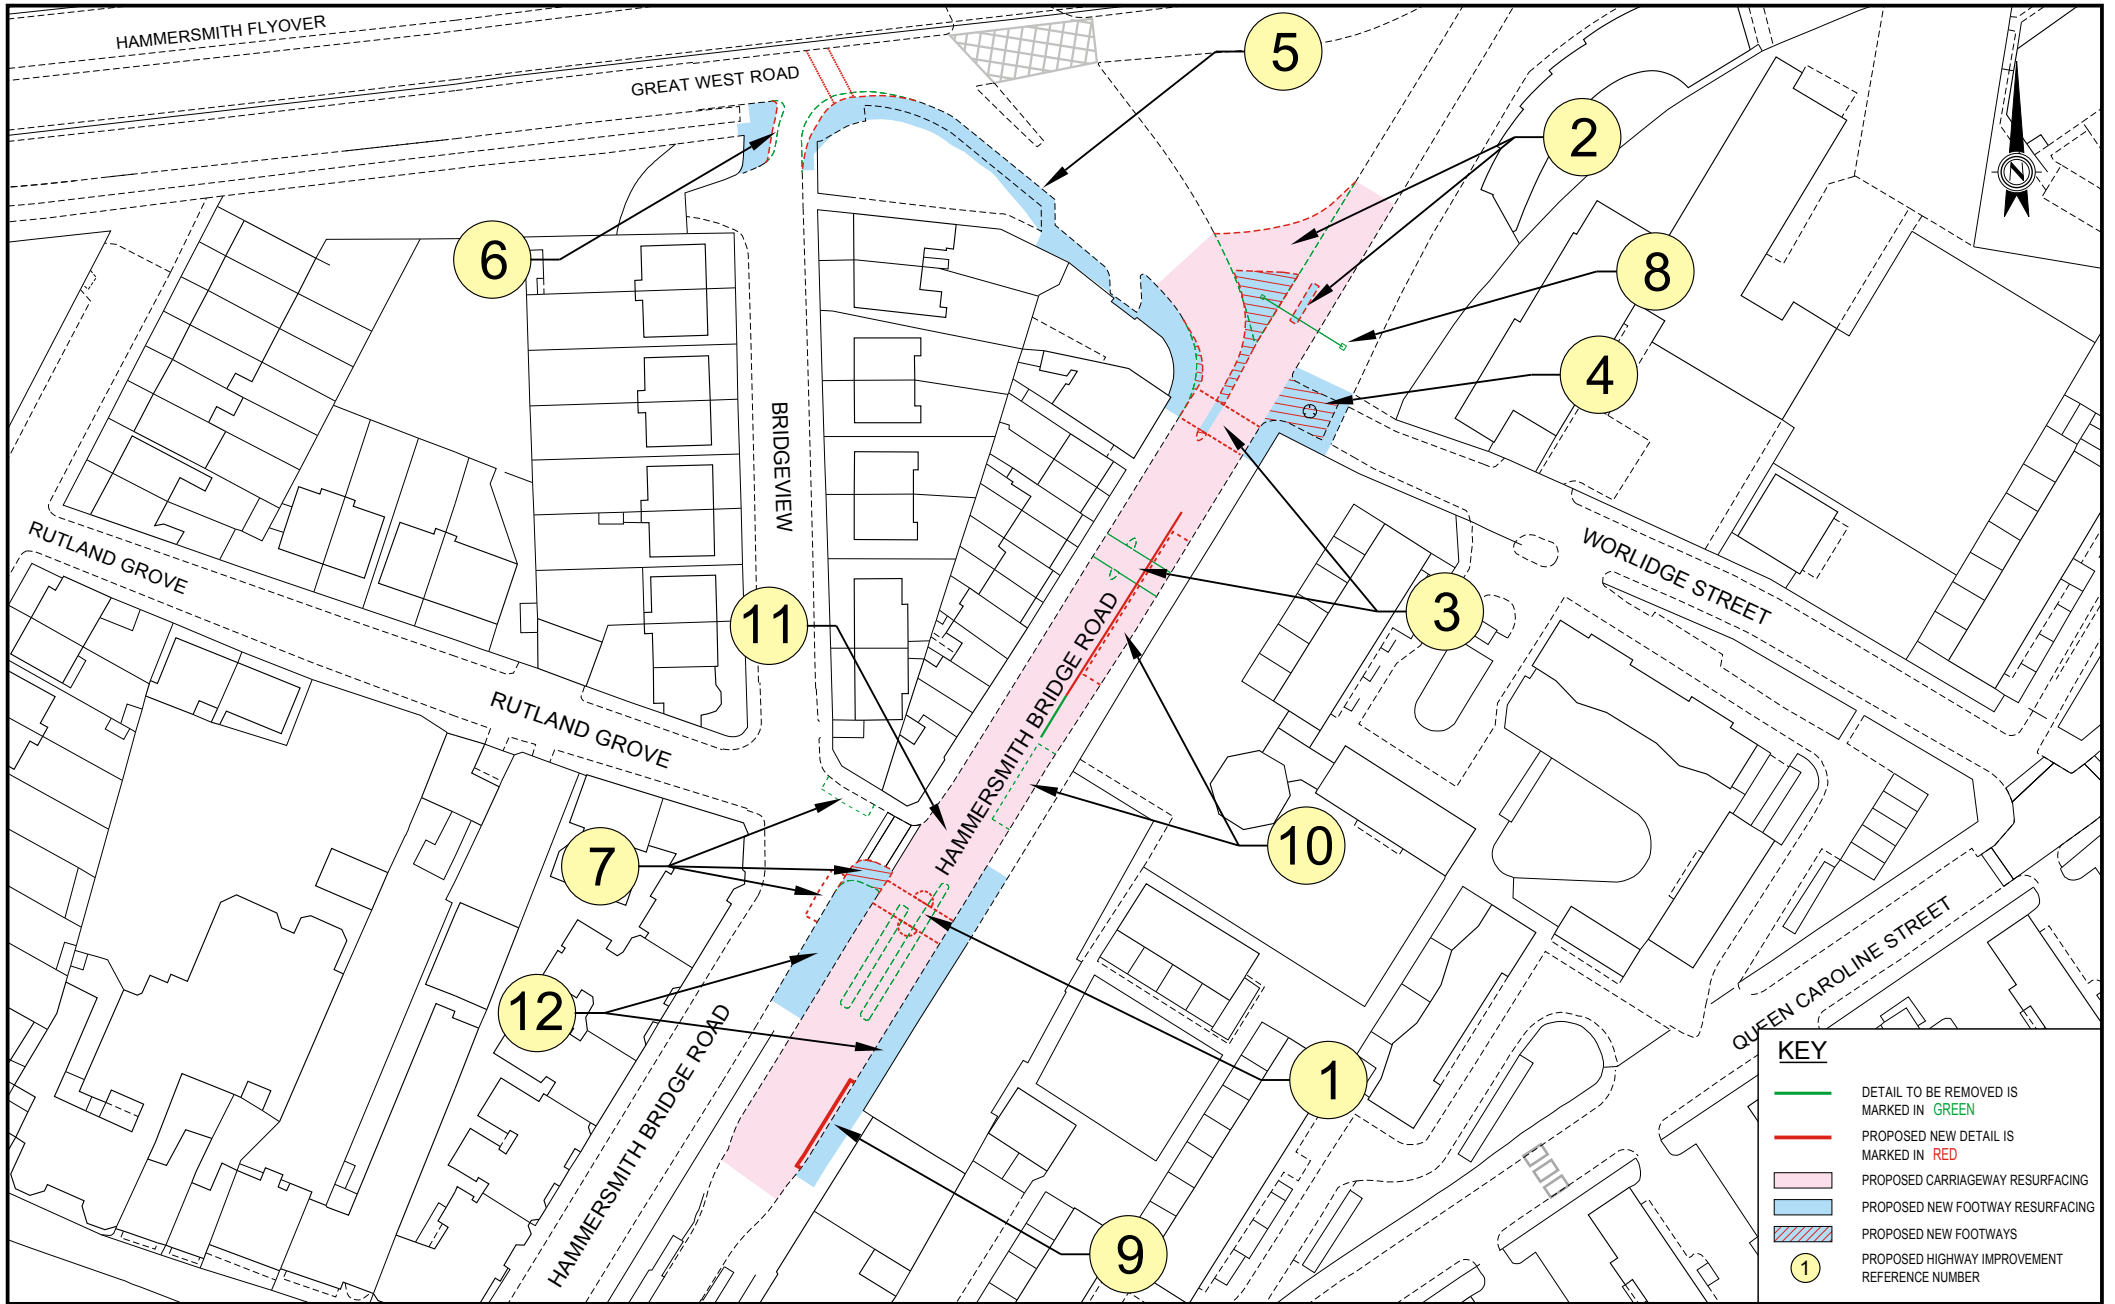 HAMMERSMITH FLYOVER
GREAT WEST ROAD
5
2
N
6
8
4
BRIDGEVIEW
RUTLAND GROVE
WORLIDGE STREET
3
11
HAMMERSMITH BRIDGE ROAD
RUTLAND GROVE
10
7
12
QUEEN CAROLINE STREET
1
HAMMERSMITH BRIDGE ROAD
9
KEY
DETAIL TO BE REMOVED IS
MARKED IN GREEN
PROPOSED NEW DETAIL IS
MARKED IN RED
PROPOSED CARRIAGEWAY RESURFACING
PROPOSED NEW FOOTWAY RESURFACING
PROPOSED NEW FOOTWAYS
1
PROPOSED HIGHWAY IMPROVEMENT
REFERENCE NUMBER